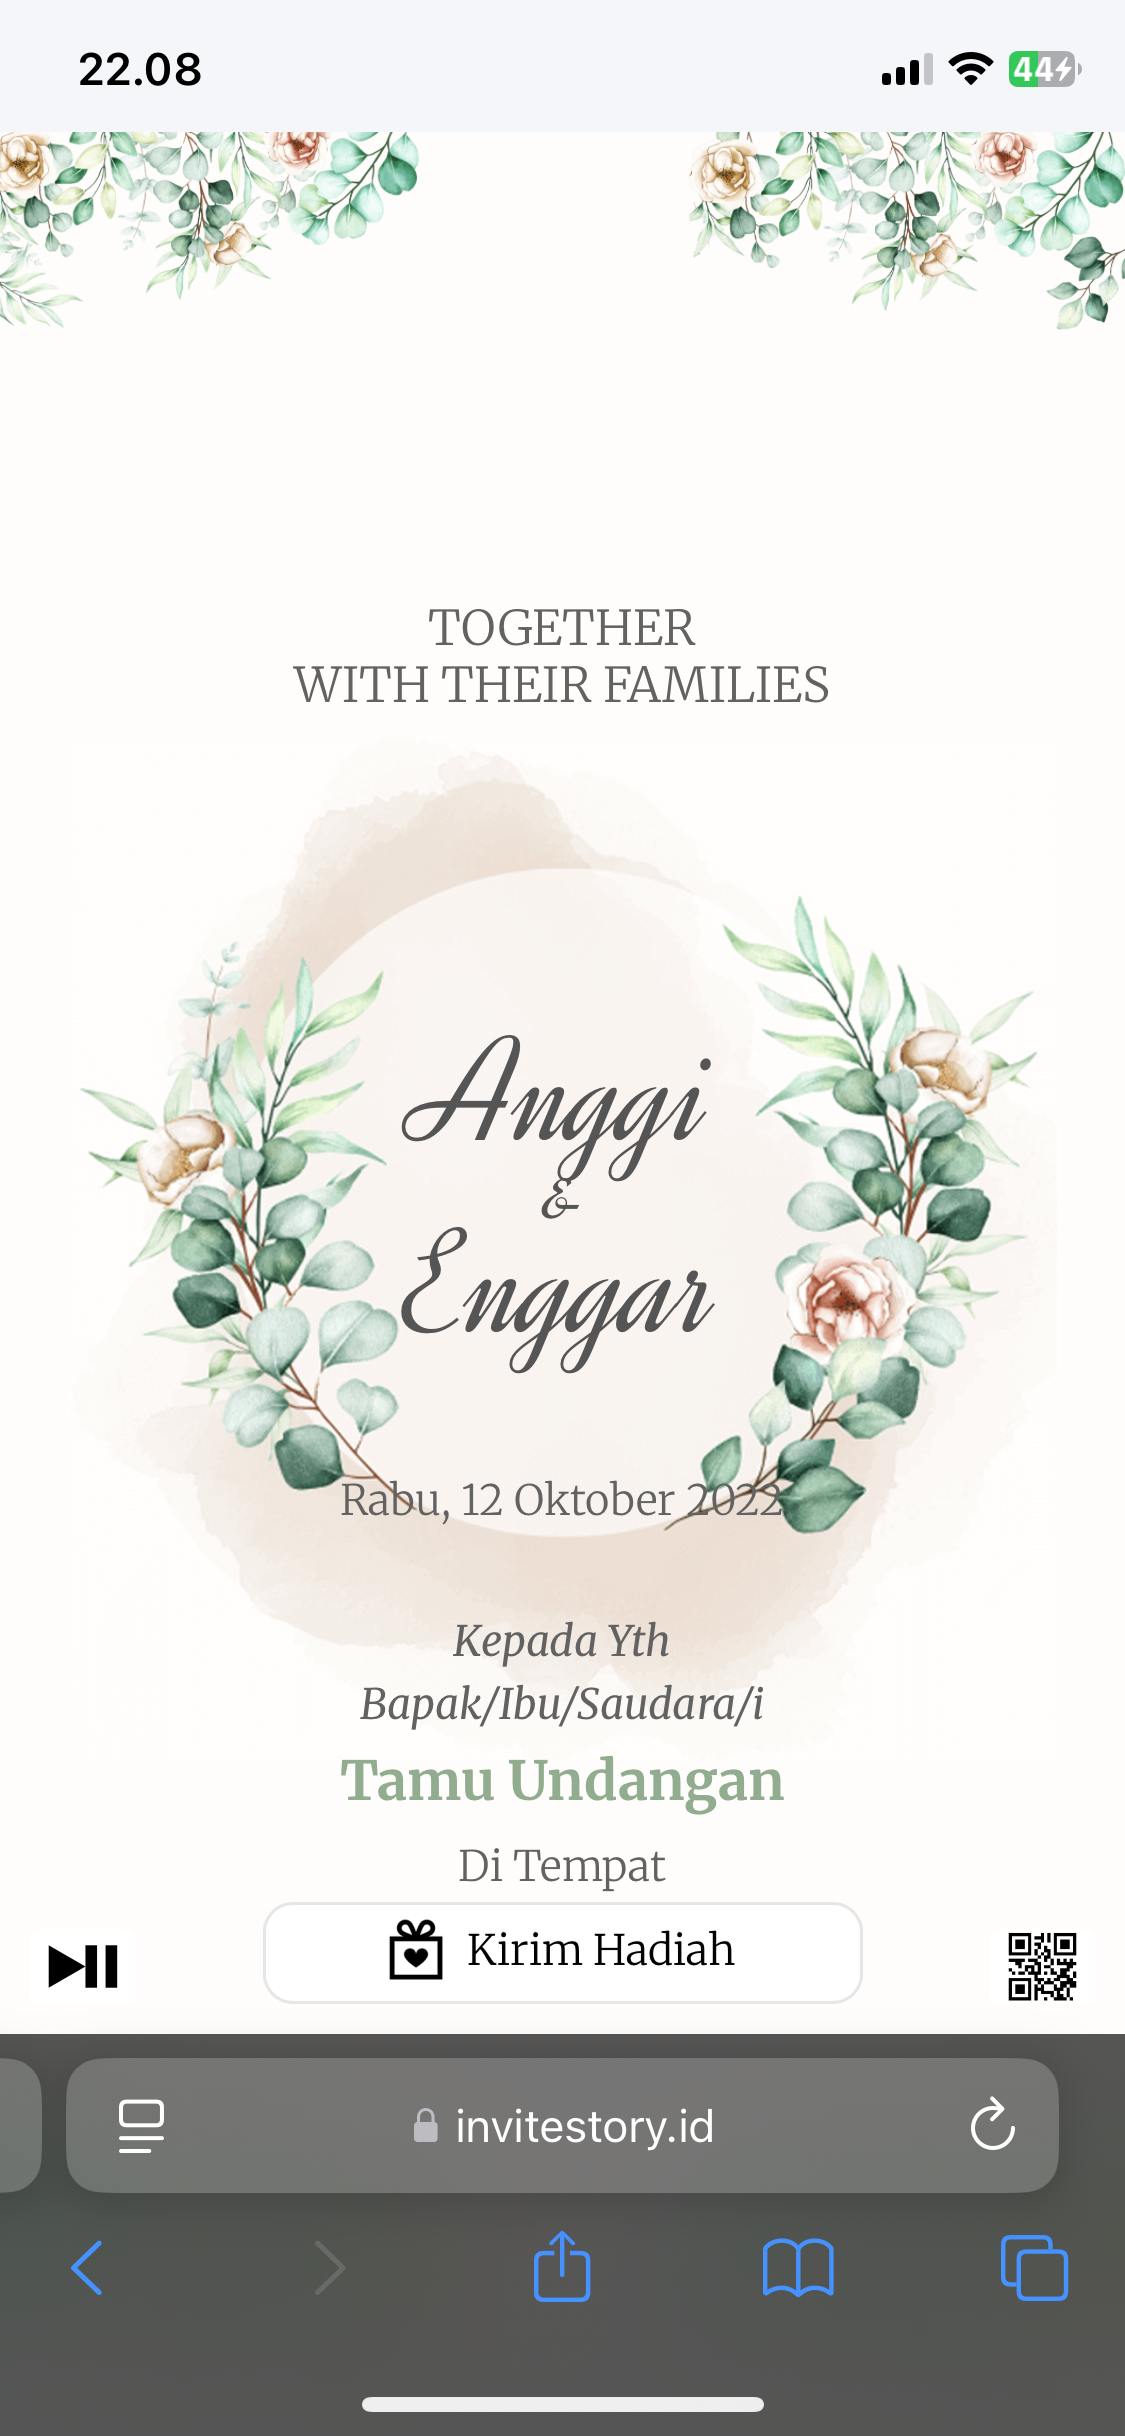 22.08
44
TOGETHER
WITH THEIR FAMILIES
Anggi
&
Enggar
Rabu, 12 Oktober 2022
Kepada Yth
Bapak/Ibu/Saudara/i
Tamu Undangan
Di Tempat
Kirim Hadiah
invitestory.id